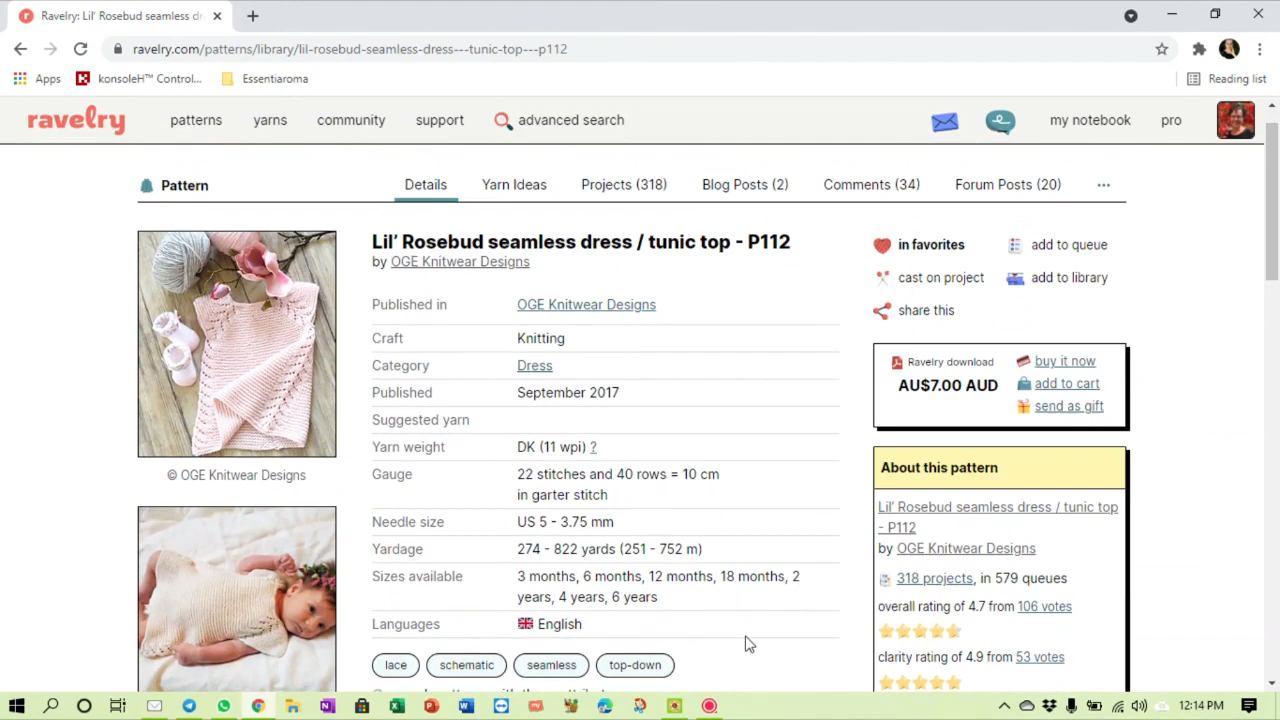 Ravelry: Lil' Rosebud seamless dr
ravelry.com/patterns/library/lil-rosebud-seamless-dress---tunic-top---p112
Apps
konsoleH™ Control...
Essentiaroma
Reading list
ravelry
patterns
yarns
community
support
advanced search
my notebook
pro
Pattern
Details
Yarn Ideas
Projects (318)
Blog Posts (2)
Comments (34)
Forum Posts (20)
Lil’ Rosebud seamless dress / tunic top - P112
by OGE Knitwear Designs
Published in OGE Knitwear Designs
Craft Knitting
Category Dress
Published September 2017
Suggested yarn
Yarn weight DK (11 wpi) ?
Gauge 22 stitches and 40 rows = 10 cm
in garter stitch
Needle size US 5 - 3.75 mm
Yardage 274 - 822 yards (251 - 752 m)
Sizes available 3 months, 6 months, 12 months, 18 months, 2
years, 4 years, 6 years
Languages English
lace
schematic
seamless
top-down
© OGE Knitwear Designs
in favorites
add to queue
cast on project
add to library
share this
Ravelry download
AU$7.00 AUD
buy it now
add to cart
send as gift
About this pattern
Lil’ Rosebud seamless dress / tunic top
- P112
by OGE Knitwear Designs
318 projects, in 579 queues
overall rating of 4.7 from 106 votes
clarity rating of 4.9 from 53 votes
12:14 PM